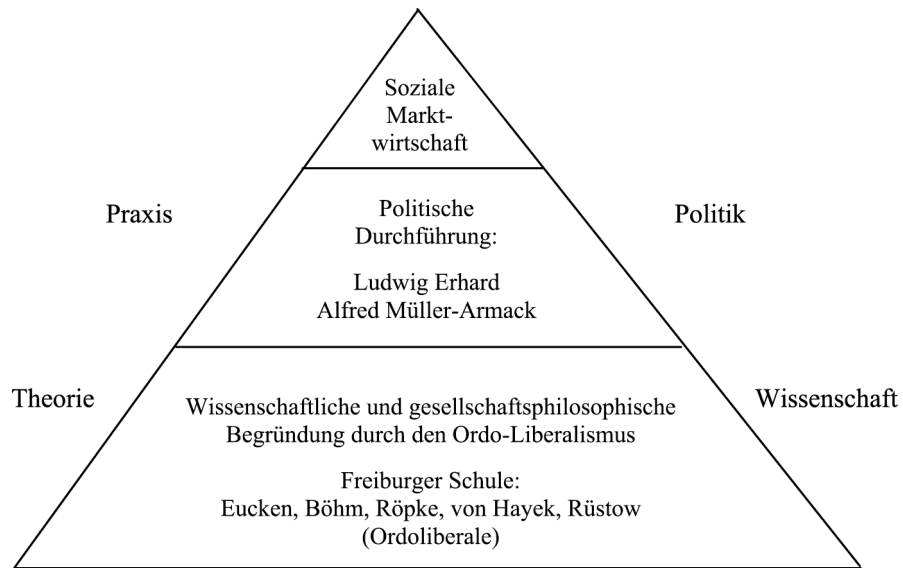 Soziale
Markt-
wirtschaft
Praxis
Politische
Durchführung:
Politik
Ludwig Erhard
Alfred Müller-Armack
Theorie
Wissenschaftliche und gesellschaftsphilosophische
Begründung durch den Ordo-Liberalismus
Wissenschaft
Freiburger Schule:
Eucken, Böhm, Röpke, von Hayek, Rüstow
(Ordoliberale)